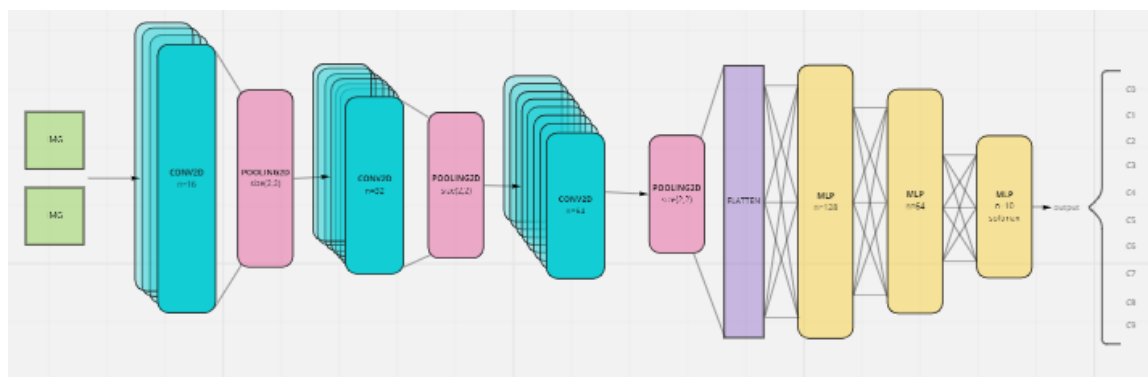 IMG
IMG
CONV2D
n=16
POOLING2D
size(2,2)
CONV2D
n=32
POOLING2D
size(2,2)
CONV2D
POOLING2D
size(2,2)
FLATTEN
MLP
n=128
MLP
n=64
MLP
n=10
softmax
output
C0
C1
C2
C3
C4
C5
C6
C7
C8
C9